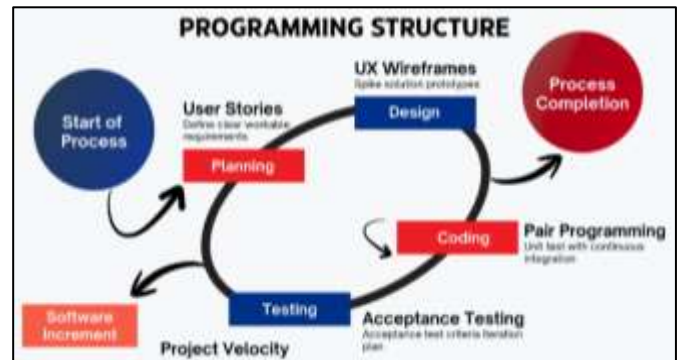 PROGRAMMING STRUCTURE
Start of
Process
User Stories
Define clear workable
requirements
Planning
UX Wireframes
Spike solution prototypes
Design
Process
Completion
Coding
Pair Programming
Unit test with continuous
integration
Testing
Acceptance Testing
Acceptance test criteria iteration
plan
Software
Increment
Project Velocity